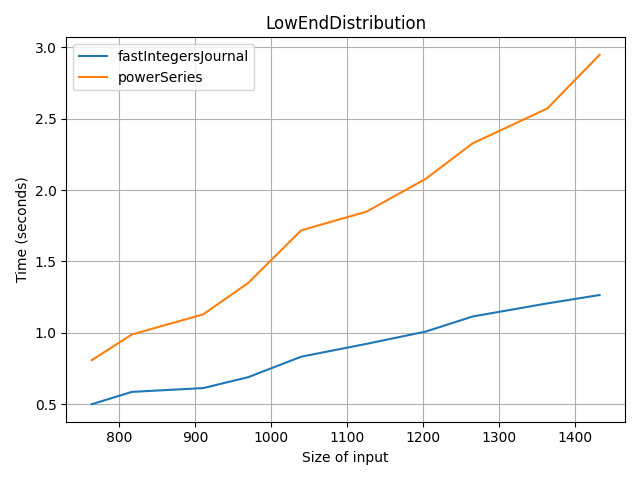 LowEndDistribution
fastIntegersJournal
powerSeries
3.0
2.5
2.0
1.5
1.0
0.5
Time (seconds)
800 900 1000 1100 1200 1300 1400
Size of input